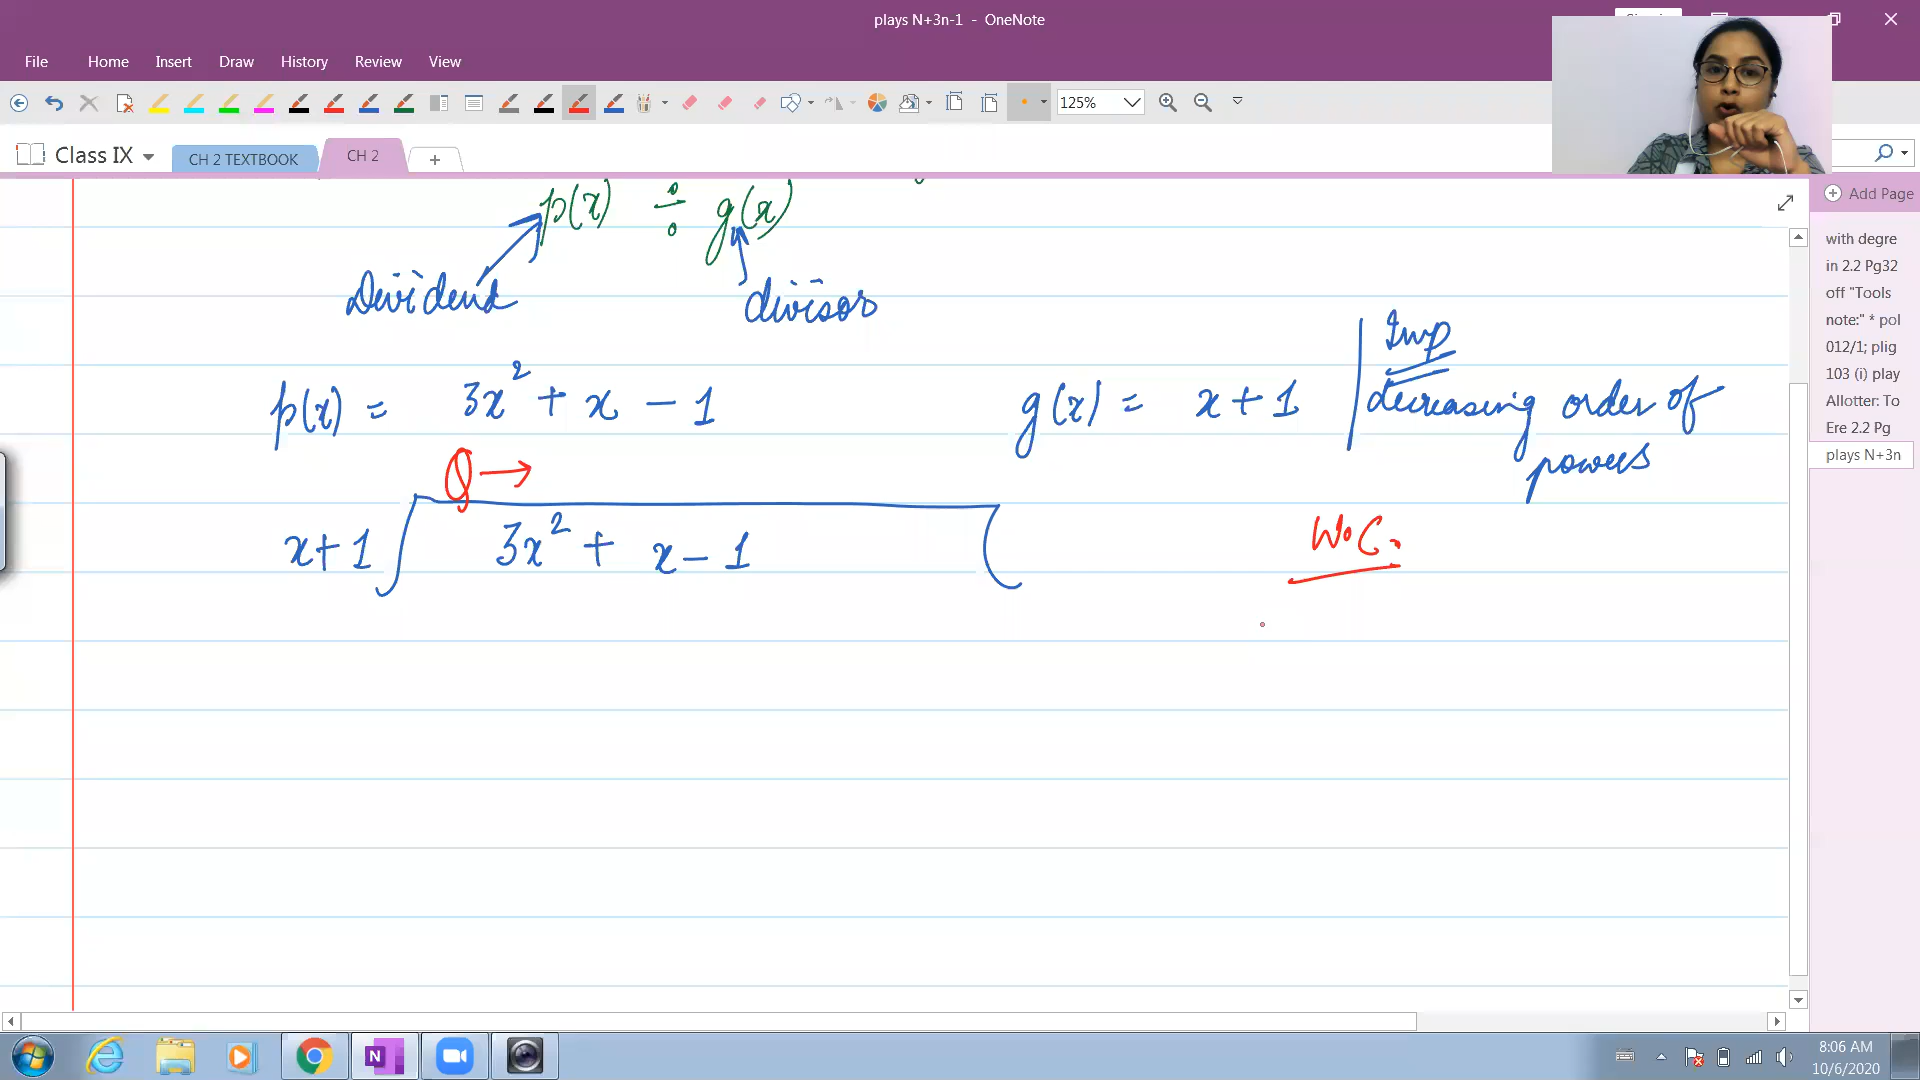 plays N+3n-1 - OneNote
File Home Insert Draw History Review View
125%
Class IX CH 2 TEXTBOOK CH 2 +
Add Page
with degre
in 2.2 Pg32
off "Tools
note:" * pol
012/1; plig
103 (i) play
Allotter: To
Ere 2.2 Pg
plays N+3n
p(x) ÷ g(x)
Dividend divisor
p(x) = 3x² + x - 1 g(x) = x + 1
Imp
decreasing order of
powers
Q →
x+1 3x² + x - 1
W.C.
8:06 AM
10/6/2020